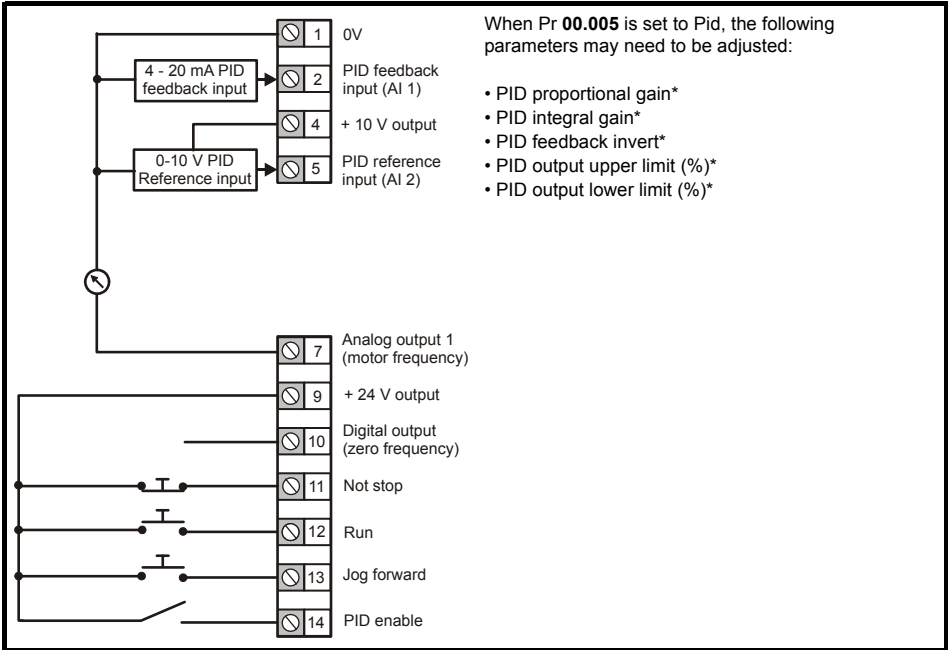 1 0V
4 - 20 mA PID
feedback input
2 PID feedback
input (AI 1)
4 + 10 V output
0-10 V PID
Reference input
5 PID reference
input (AI 2)
7 Analog output 1
(motor frequency)
9 + 24 V output
10 Digital output
(zero frequency)
11 Not stop
12 Run
13 Jog forward
14 PID enable
When Pr 00.005 is set to Pid, the following
parameters may need to be adjusted:
• PID proportional gain*
• PID integral gain*
• PID feedback invert*
• PID output upper limit (%)*
• PID output lower limit (%)*